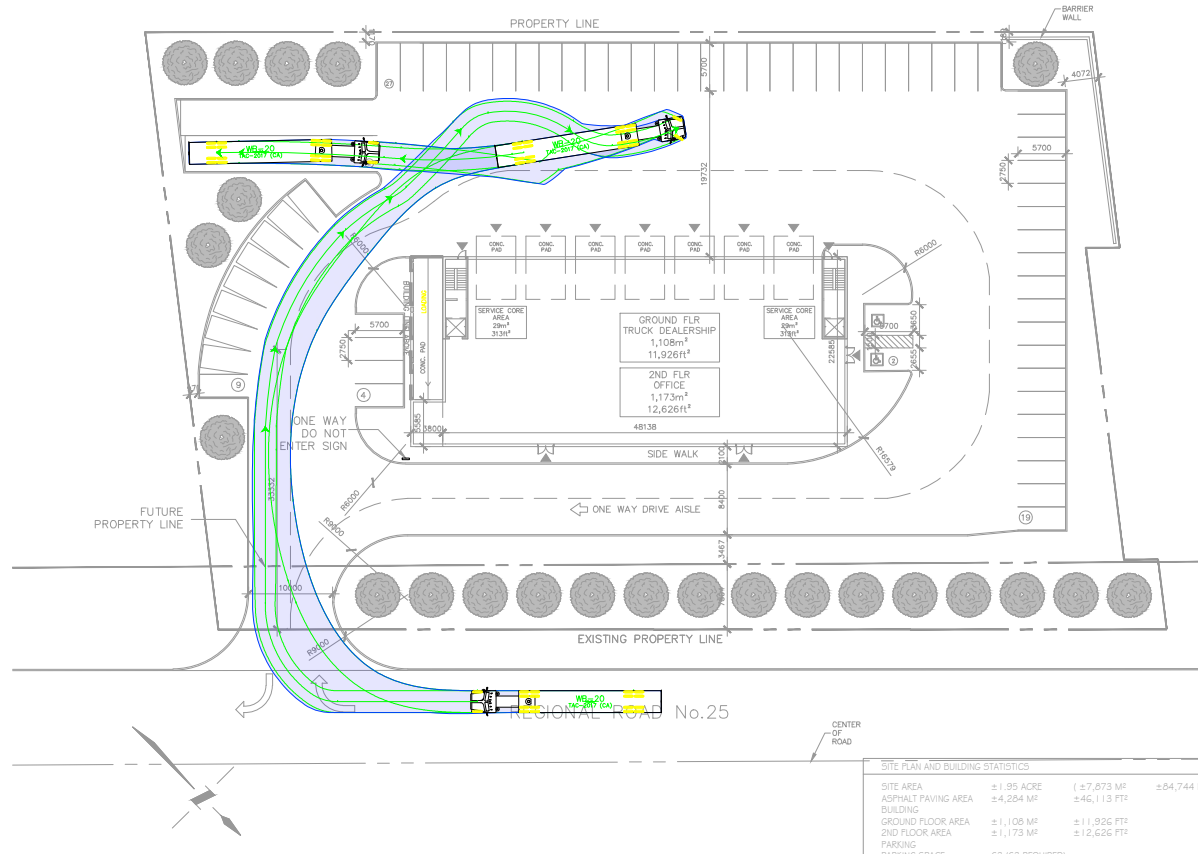 PROPERTY LINE
BARRIER
WALL
4072
5700
27
19732
WB-20
TAC-2017 (CA)
WB-20
TAC-2017 (CA)
5700
2750
R6000
R6000
CONC.
PAD
CONC.
PAD
CONC.
PAD
CONC.
PAD
CONC.
PAD
CONC.
PAD
CONC.
PAD
SERVICE CORE
AREA
29m²
313ft²
GROUND FLR
TRUCK DEALERSHIP
1,108m²
11,926ft²
SERVICE CORE
AREA
29m²
313ft²
2ND FLR
OFFICE
1,173m²
12,626ft²
22585
3650
2655
2
5700
2750
CONC. PAD
9
4
ONE WAY
DO NOT
ENTER SIGN
5585
3800
48138
SIDE WALK
2100
R16579
R6000
33332
8400
ONE WAY DRIVE AISLE
19
FUTURE
PROPERTY LINE
R9000
3467
10000
R9000
EXISTING PROPERTY LINE
WB-20
TAC-2017 (CA)
REGIONAL ROAD No.25
CENTER
OF
ROAD
SITE PLAN AND BUILDING STATISTICS
SITE AREA ±1.95 ACRE ( ±7,873 M² ±84,744
ASPHALT PAVING AREA ±4,284 M² ±46,113 FT²
BUILDING
GROUND FLOOR AREA ±1,108 M² ±11,926 FT²
2ND FLOOR AREA ±1,173 M² ±12,626 FT²
PARKING